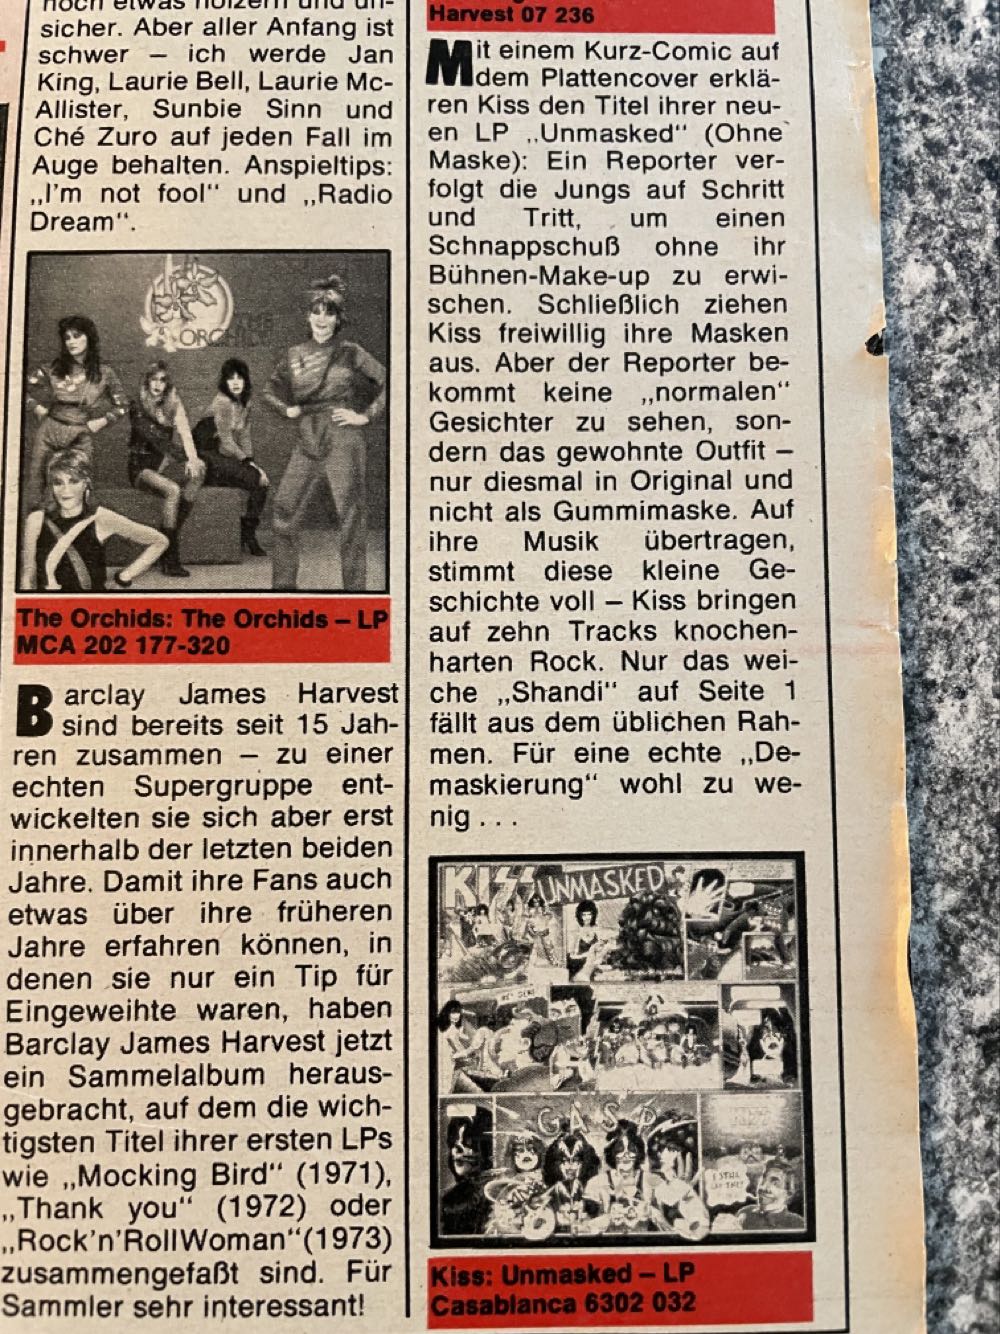 noch etwas hölzern und un-
sicher. Aber aller Anfang ist
schwer – ich werde Jan
King, Laurie Bell, Laurie Mc-
Allister, Sunbie Sinn und
Ché Zuro auf jeden Fall im
Auge behalten. Anspieltips:
„I'm not fool“ und „Radio
Dream“.
THE
ORCHIDS
The Orchids: The Orchids – LP
MCA 202 177-320
Barclay James Harvest
sind bereits seit 15 Jah-
ren zusammen – zu einer
echten Supergruppe ent-
wickelten sie sich aber erst
innerhalb der letzten beiden
Jahre. Damit ihre Fans auch
etwas über ihre früheren
Jahre erfahren können, in
denen sie nur ein Tip für
Eingeweihte waren, haben
Barclay James Harvest jetzt
ein Sammelalbum heraus-
gebracht, auf dem die wich-
tigsten Titel ihrer ersten LPs
wie „Mocking Bird“ (1971),
„Thank you“ (1972) oder
„Rock'n'RollWoman“(1973)
zusammengefaßt sind. Für
Sammler sehr interessant!
Harvest 07 236
Mit einem Kurz-Comic auf
dem Plattencover erklä-
ren Kiss den Titel ihrer neu-
en LP „Unmasked“ (Ohne
Maske): Ein Reporter ver-
folgt die Jungs auf Schritt
und Tritt, um einen
Schnappschuß ohne ihr
Bühnen-Make-up zu erwi-
schen. Schließlich ziehen
Kiss freiwillig ihre Masken
aus. Aber der Reporter be-
kommt keine „normalen“
Gesichter zu sehen, son-
dern das gewohnte Outfit –
nur diesmal in Original und
nicht als Gummimaske. Auf
ihre Musik übertragen,
stimmt diese kleine Ge-
schichte voll – Kiss bringen
auf zehn Tracks knochen-
harten Rock. Nur das wei-
che „Shandi“ auf Seite 1
fällt aus dem üblichen Rah-
men. Für eine echte „De-
maskierung“ wohl zu we-
nig . . .
KISS UNMASKED
GASP
Kiss: Unmasked – LP
Casablanca 6302 032